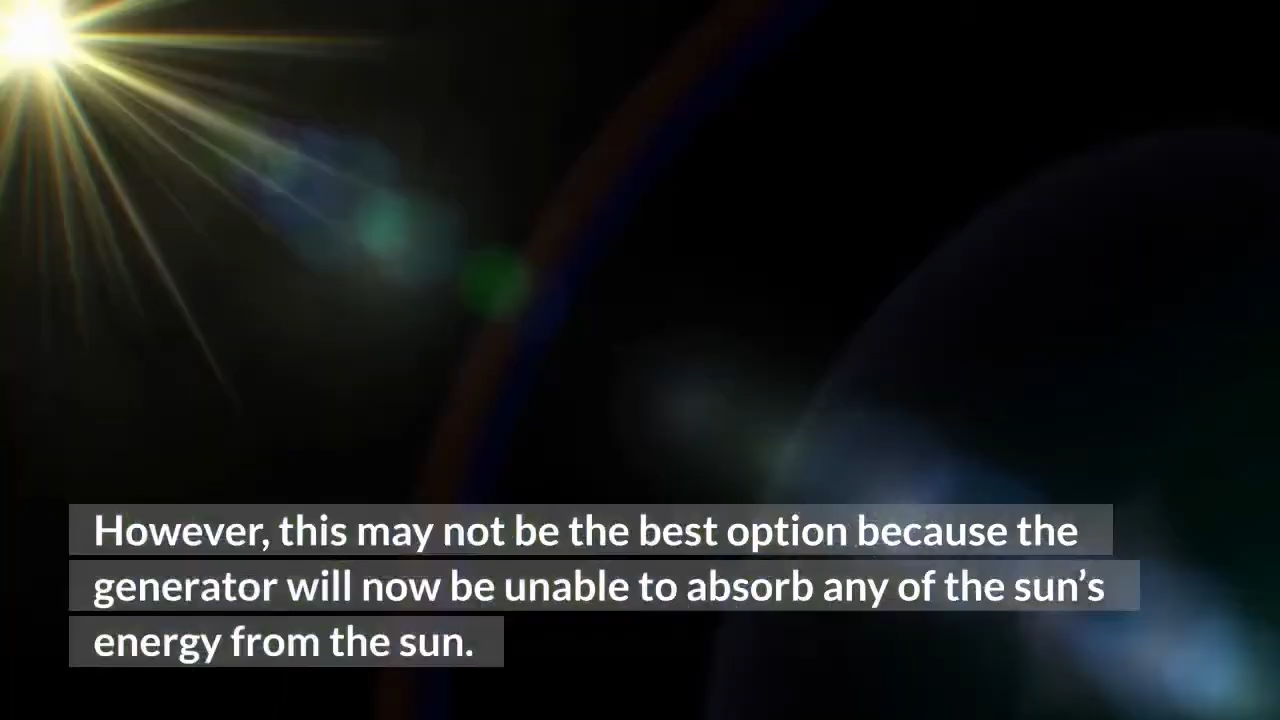 However, this may not be the best option because the
generator will now be unable to absorb any of the sun’s
energy from the sun.